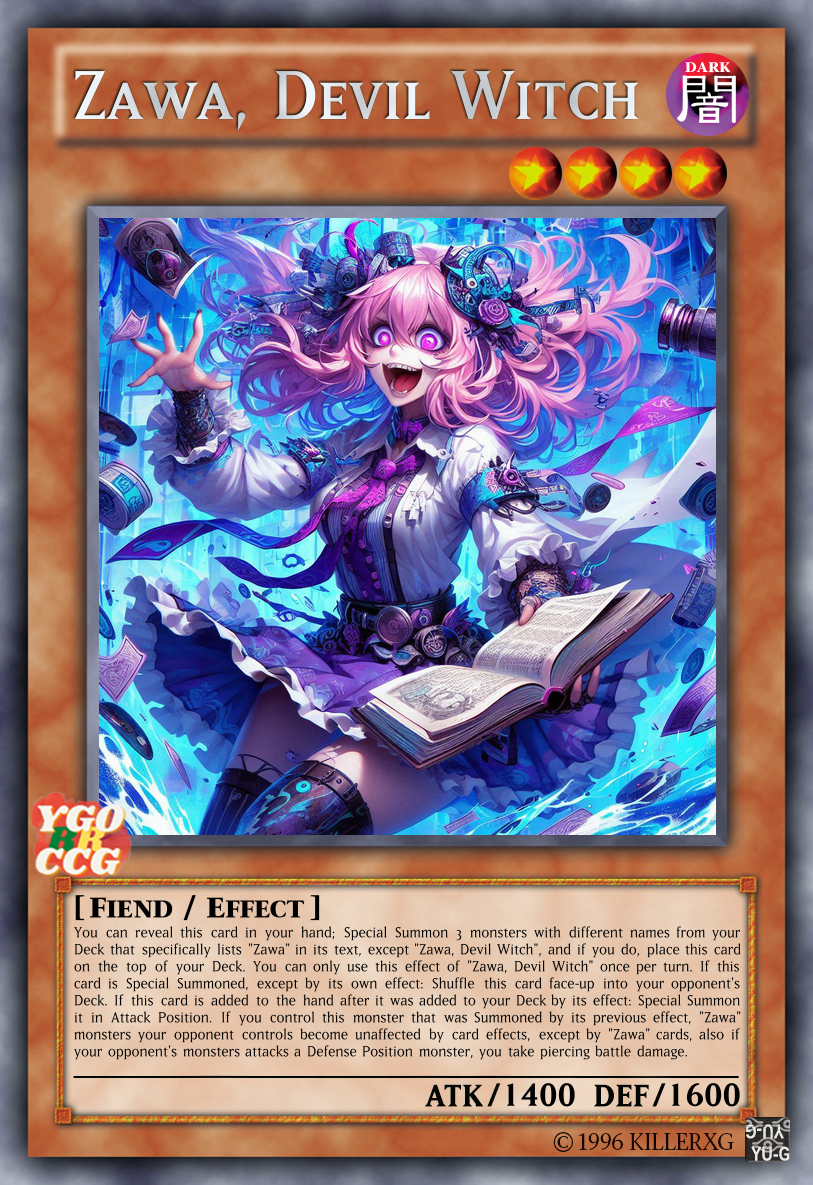 Zawa, Devil Witch
DARK
闇
YGO
RR
CCG
[ Fiend / Effect ]
You can reveal this card in your hand; Special Summon 3 monsters with different names from your
Deck that specifically lists "Zawa" in its text, except "Zawa, Devil Witch", and if you do, place this card
on the top of your Deck. You can only use this effect of "Zawa, Devil Witch" once per turn. If this
card is Special Summoned, except by its own effect: Shuffle this card face-up into your opponent's
Deck. If this card is added to the hand after it was added to your Deck by its effect: Special Summon
it in Attack Position. If you control this monster that was Summoned by its previous effect, "Zawa"
monsters your opponent controls become unaffected by card effects, except by "Zawa" cards, also if
your opponent's monsters attacks a Defense Position monster, you take piercing battle damage.
ATK/1400 DEF/1600
© 1996 KILLERXG
YU-G